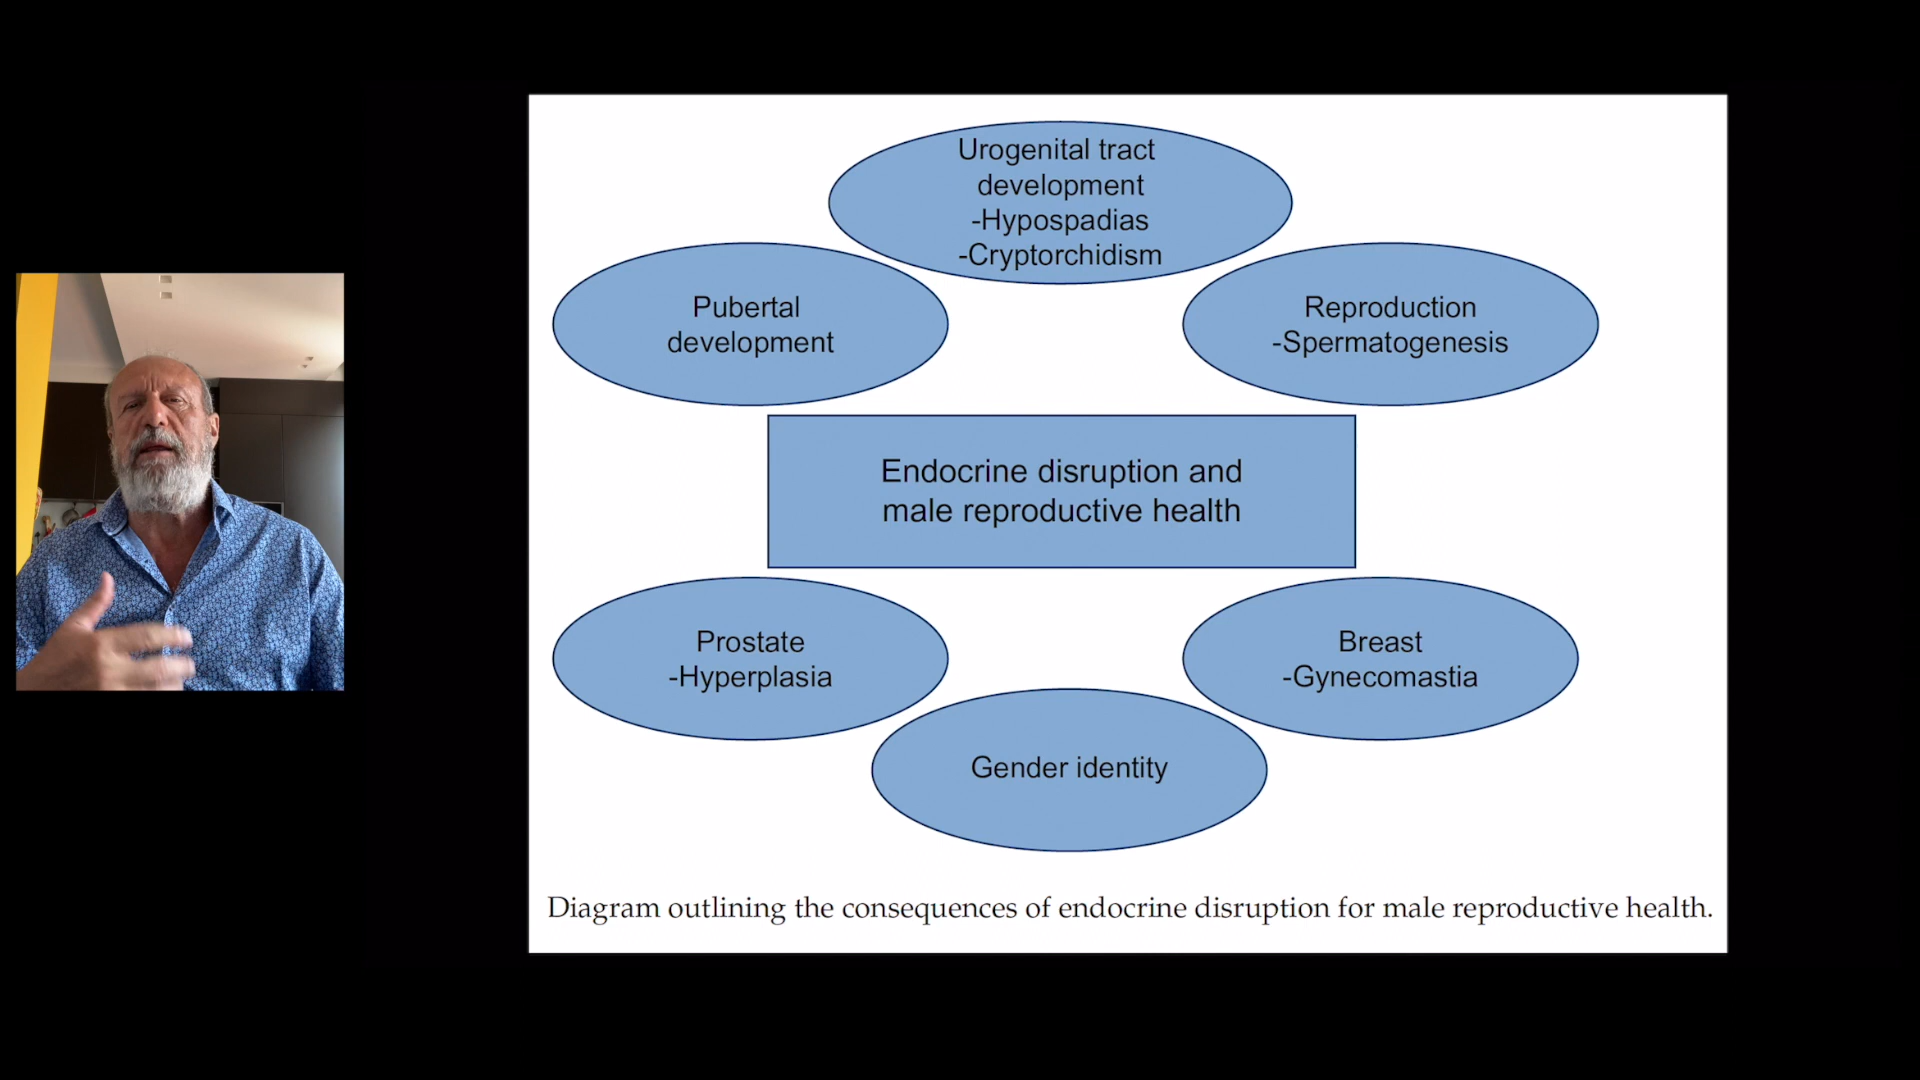 Urogenital tract
development
-Hypospadias
-Cryptorchidism
Pubertal
development
Reproduction
-Spermatogenesis
Endocrine disruption and
male reproductive health
Prostate
-Hyperplasia
Breast
-Gynecomastia
Gender identity
Diagram outlining the consequences of endocrine disruption for male reproductive health.